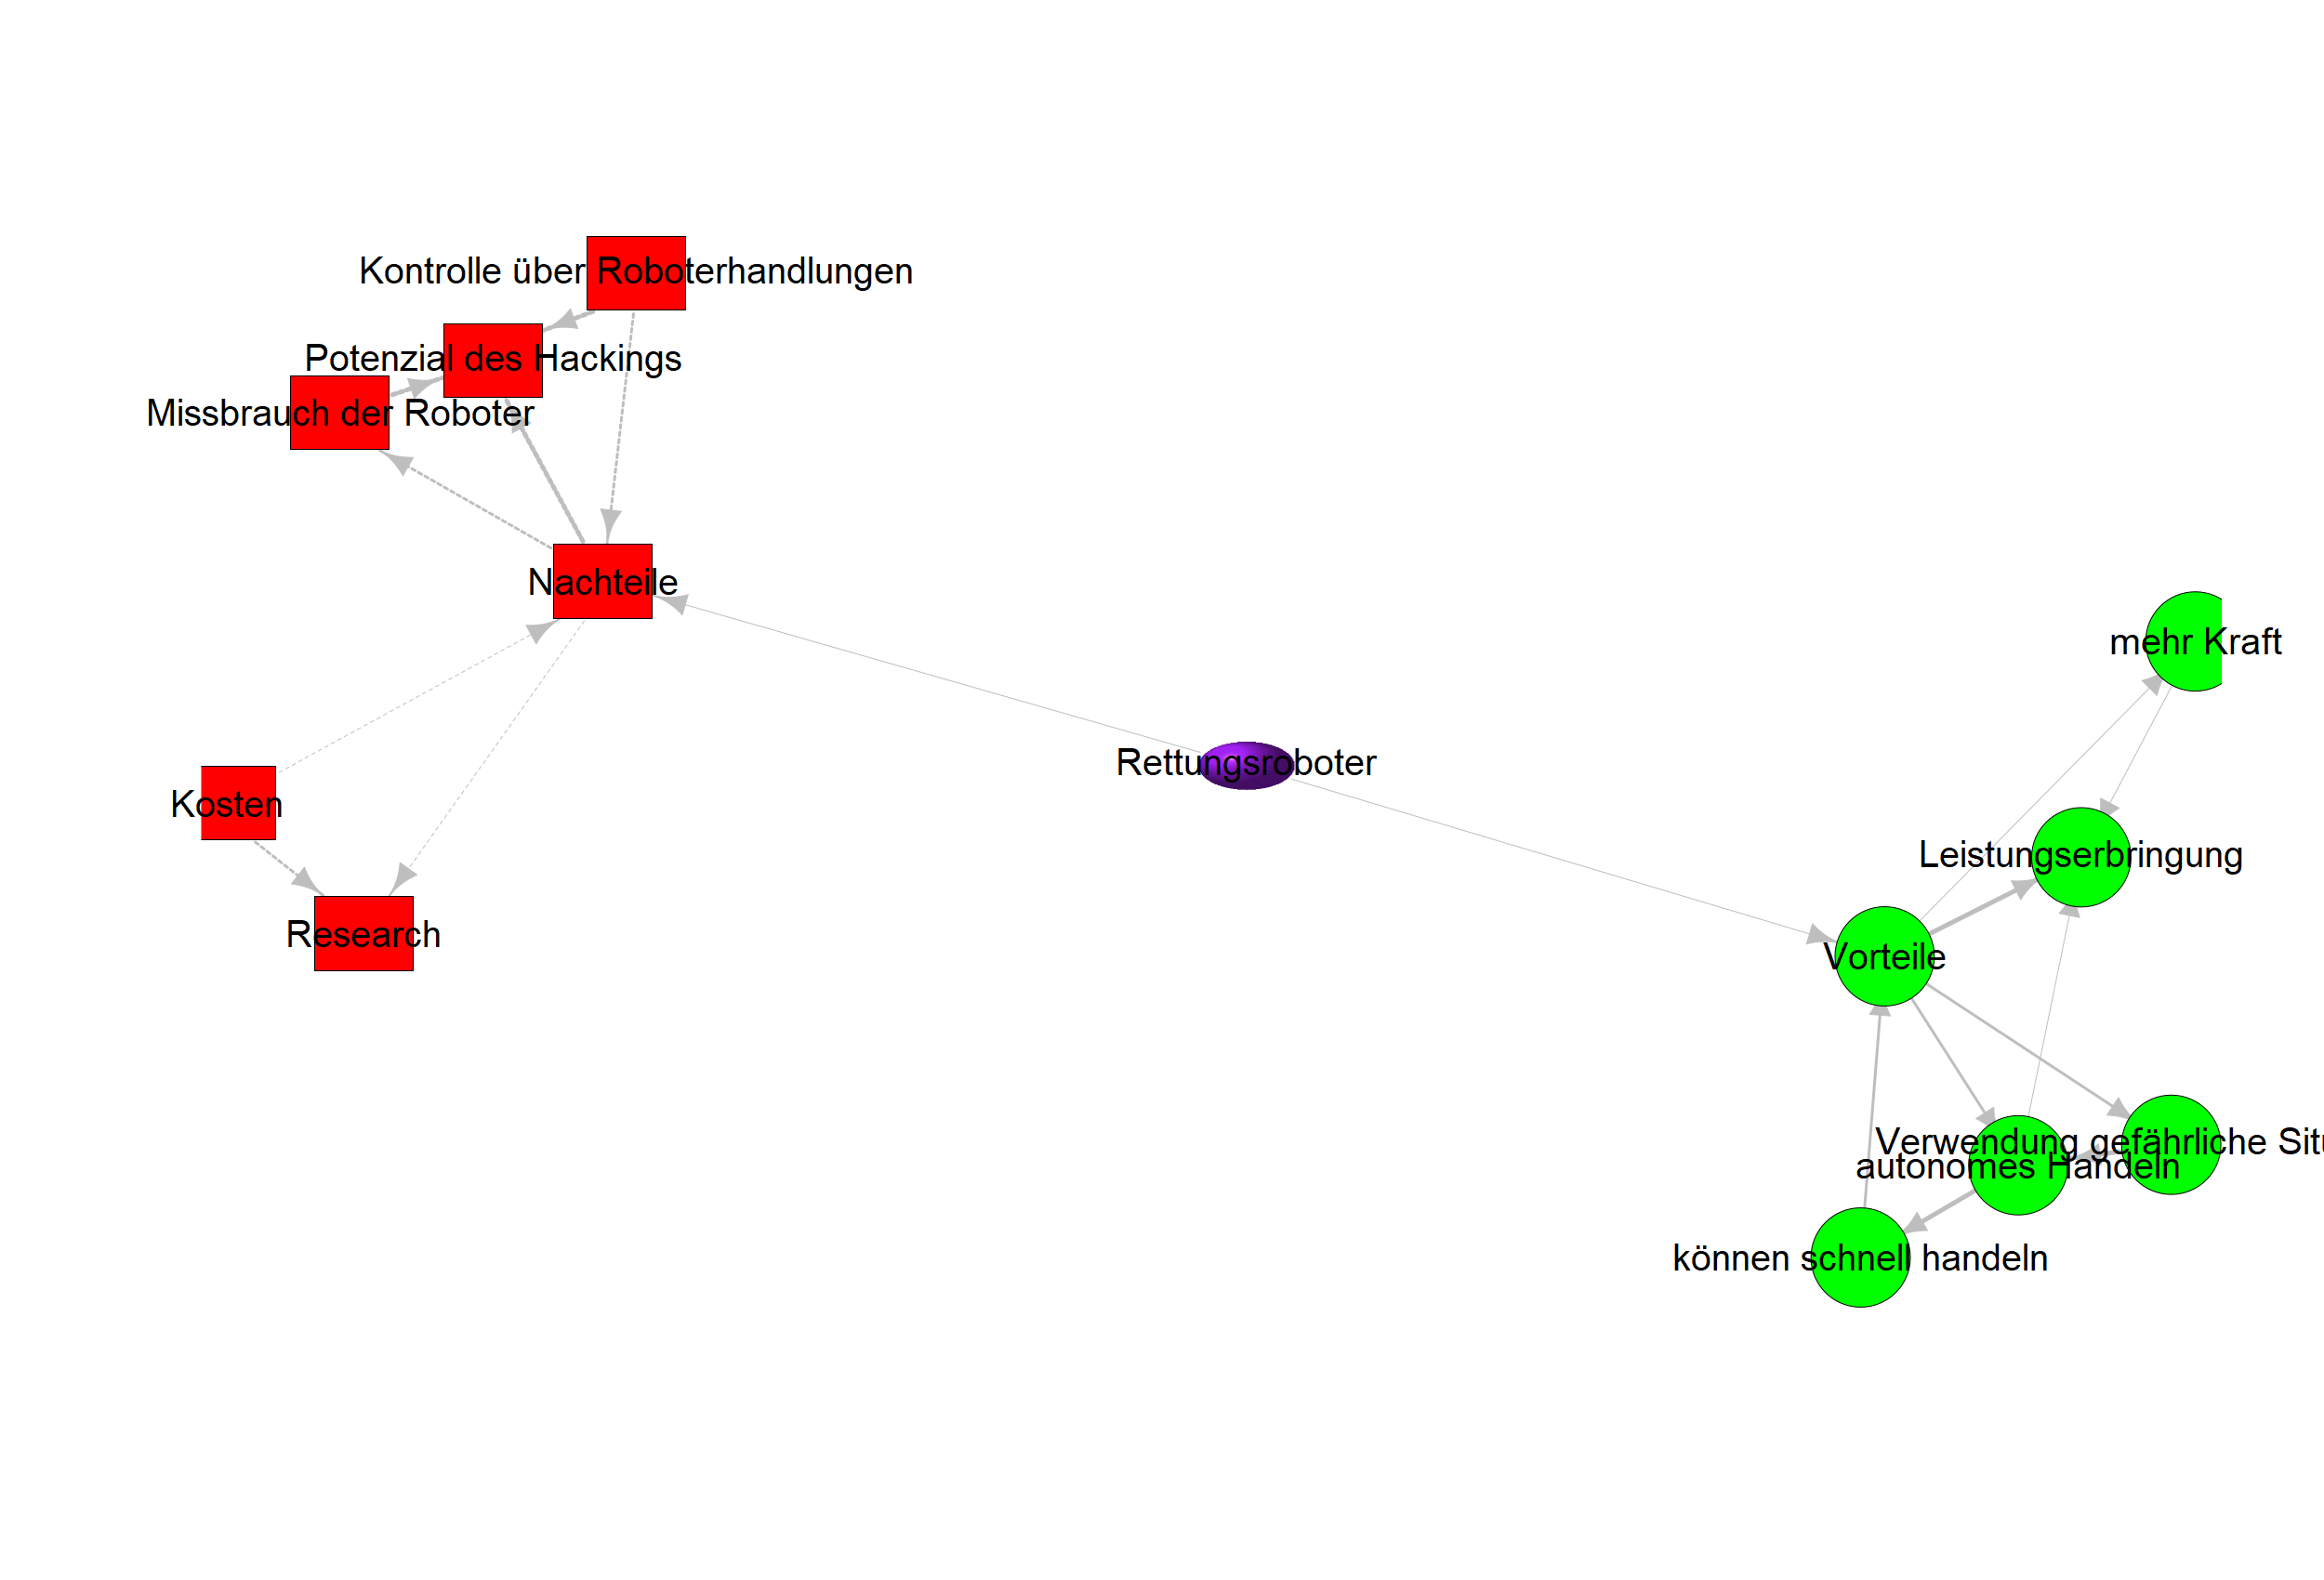 Kontrolle über Roboterhandlungen
Potenzial des Hackings
Missbrauch der Roboter
Nachteile
mehr Kraft
Rettungsroboter
Kosten
Leistungserbringung
Research
Vorteile
Verwendung gefährliche
autonomes Handeln
können schnell handeln